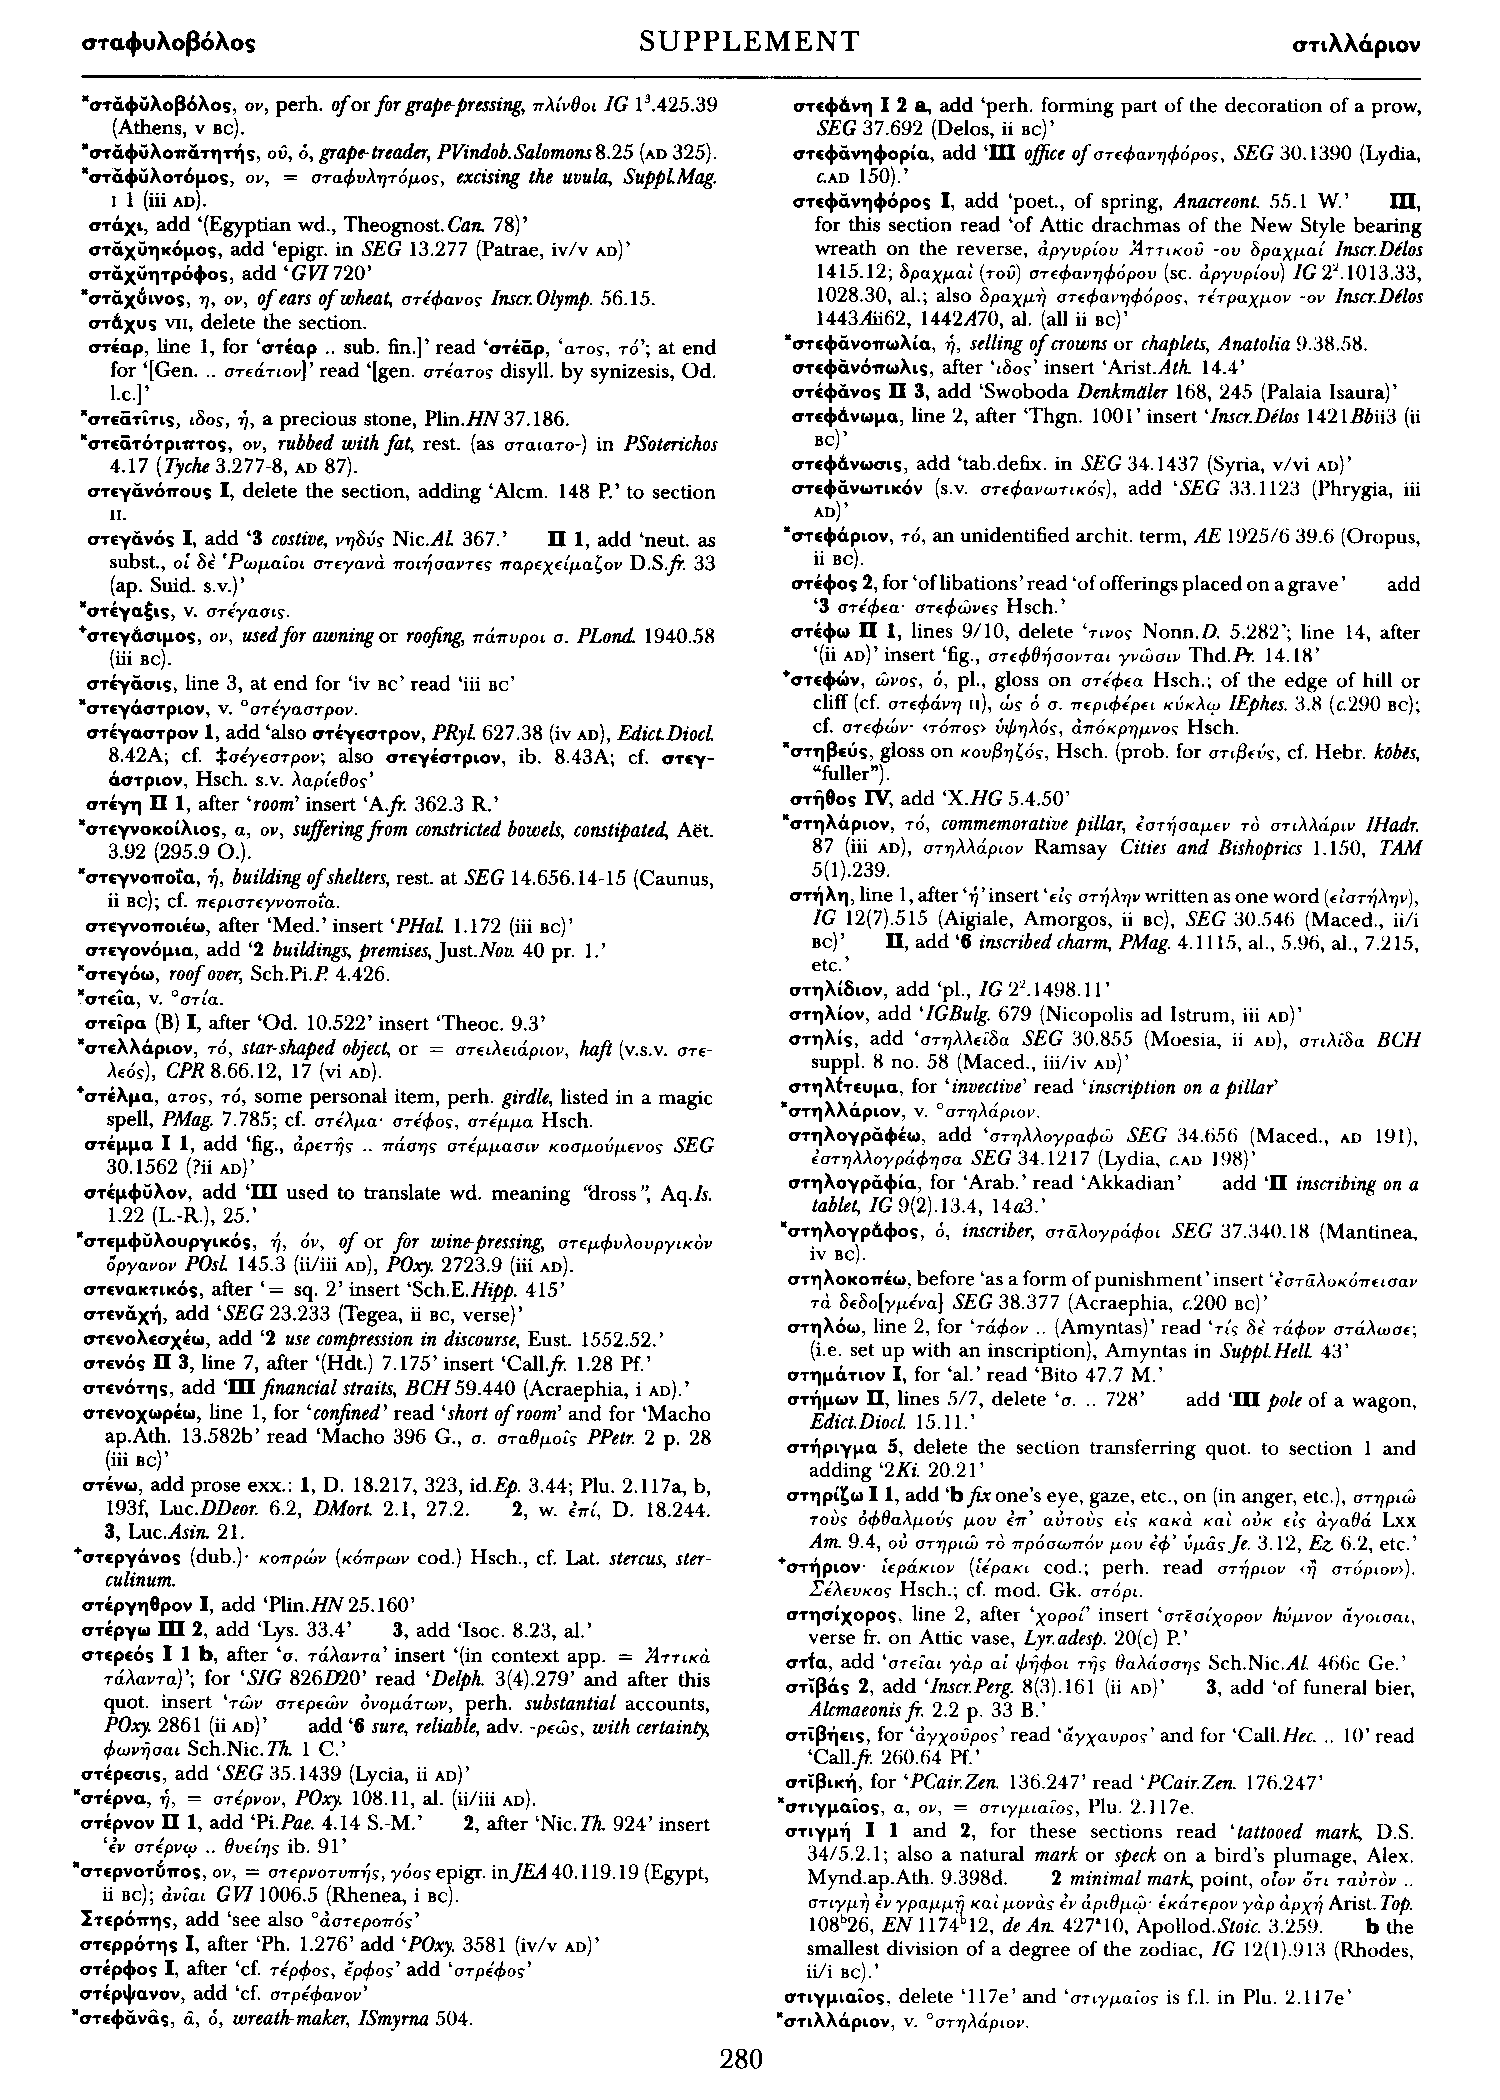 σταφυλοβόλος SUPPLEMENT στιλλάριον
*στᾰφῠλοβόλος, ον, perh. of or for grape-pressing, πλίνθοι IG 1³.425.39
(Athens, v BC).
*στᾰφῠλοπᾰτητής, οῦ, ὁ, grape-treader, PVindob.Salomons 8.25 (AD 325).
*στᾰφῠλοτόμος, ον, = σταφυλητόμος, excising the uvula, Suppl.Mag.
1 1 (iii AD).
στάχι, add ‘(Egyptian wd., Theognost.Can. 78)’
στᾰχῠηκόμος, add ‘epigr. in SEG 13.277 (Patrae, iv/v AD)’
στᾰχῠητρόφος, add ‘GVI 720’
*στᾰχῠ́ινος, η, ον, of ears of wheat, στέφανος Inscr.Olymp. 56.15.
στᾰ́χυς VII, delete the section.
στέαρ, line 1, for ‘στέαρ .. sub. fin.]’ read ‘στέᾱρ, ‘ατος, τό’; at end
for ‘[Gen. .. στεάτιον]’ read ‘[gen. στέατος disyll. by synizesis, Od.
l.c.]’
*στεᾱτῖτις, ιδος, ἡ, a precious stone, Plin.HN 37.186.
*στεᾱτότριπτος, ον, rubbed with fat, rest. (as σταιατο-) in PSoterichos
4.17 (Tyche 3.277-8, AD 87).
στεγᾰνόπους I, delete the section, adding ‘Alcm. 148 P.’ to section
II.
στεγᾰνός I, add ‘3 costive, νηδύς Nic.Al. 367.’ II 1, add ‘neut. as
subst., οἱ δὲ Ῥωμαῖοι στεγανὰ ποιήσαντες παρεχείμαζον D.S.fr. 33
(ap. Suid. s.v.)’
*στέγαξις, v. στέγασις.
⁺στεγᾰ́σιμος, ον, used for awning or roofing, πάπυροι σ. PLond. 1940.58
(iii BC).
στέγᾰσις, line 3, at end for ‘iv BC’ read ‘iii BC’
*στεγάστριον, v. °στέγαστρον.
στέγαστρον 1, add ‘also στέγεστρον, PRyl. 627.38 (iv AD), Edict.Diocl.
8.42A; cf. ‡σέγεστρον; also στεγέστριον, ib. 8.43A; cf. στεγ-
άστριον, Hsch. s.v. λαρίεθος’
στέγη II 1, after ‘room’ insert ‘A.fr. 362.3 R.’
*στεγνοκοίλιος, α, ον, suffering from constricted bowels, constipated, Aët.
3.92 (295.9 O.).
*στεγνοποΐα, ἡ, building of shelters, rest. at SEG 14.656.14-15 (Caunus,
ii BC); cf. περιστεγνοποΐα.
στεγνοποιέω, after ‘Med.’ insert ‘PHal. 1.172 (iii BC)’
στεγονόμια, add ‘2 buildings, premises, Just.Nov. 40 pr. 1.’
*στεγόω, roof over, Sch.Pi.P. 4.426.
*στεῖα, v. °στία.
στεῖρα (B) I, after ‘Od. 10.522’ insert ‘Theoc. 9.3’
*στελλάριον, τό, star-shaped object, or = στειλειάριον, haft (v.s.v. στε-
λεός), CPR 8.66.12, 17 (vi AD).
⁺στέλμα, ατος, τό, some personal item, perh. girdle, listed in a magic
spell, PMag. 7.785; cf. στέλμα· στέφος, στέμμα Hsch.
στέμμα I 1, add ‘fig., ἀρετῆς .. πάσης στέμμασιν κοσμούμενος SEG
30.1562 (?ii AD)’
στέμφῠλον, add ‘III used to translate wd. meaning “dross”, Aq.Is.
1.22 (L.-R.), 25.’
*στεμφῠλουργικός, ή, όν, of or for wine-pressing, στεμφυλουργικὸν
ὄργανον POsl. 145.3 (ii/iii AD), POxy. 2723.9 (iii AD).
στενακτικός, after ‘= sq. 2’ insert ‘Sch.E.Hipp. 415’
στενᾰχή, add ‘SEG 23.233 (Tegea, ii BC, verse)’
στενολεσχέω, add ‘2 use compression in discourse, Eust. 1552.52.’
στενός II 3, line 7, after ‘(Hdt.) 7.175’ insert ‘Call.fr. 1.28 Pf.’
στενότης, add ‘III financial straits, BCH 59.440 (Acraephia, i AD).’
στενοχωρέω, line 1, for ‘confined’ read ‘short of room’ and for ‘Macho
ap.Ath. 13.582b’ read ‘Macho 396 G., σ. σταθμοῖς PPetr. 2 p. 28
(iii BC)’
στένω, add prose exx.: 1, D. 18.217, 323, id.Ep. 3.44; Plu. 2.117a, b,
193f, Luc.DDeor. 6.2, DMort. 2.1, 27.2. 2, w. ἐπί, D. 18.244.
3, Luc.Asin. 21.
⁺στεργάνος (dub.)· κοπρών (κόπρων cod.) Hsch., cf. Lat. stercus, ster-
culinum.
στέργηθρον I, add ‘Plin.HN 25.160’
στέργω III 2, add ‘Lys. 33.4’ 3, add ‘Isoc. 8.23, al.’
στερεός I 1 b, after ‘σ. τάλαντα’ insert ‘(in context app. = Ἀττικὰ
τάλαντα)’; for ‘SIG 826D20’ read ‘Delph. 3(4).279’ and after this
quot. insert ‘τῶν στερεῶν ὀνομάτων, perh. substantial accounts,
POxy. 2861 (ii AD)’ add ‘6 sure, reliable, adv. -ρεῶς, with certainty,
φωνῆσαι Sch.Nic.Th. 1 C.’
στέρεσις, add ‘SEG 35.1439 (Lycia, ii AD)’
*στέρνα, ἡ, = στέρνον, POxy. 108.11, al. (ii/iii AD).
στέρνον II 1, add ‘Pi.Pae. 4.14 S.-M.’ 2, after ‘Nic.Th. 924’ insert
‘ἐν στέρνῳ .. θυείης ib. 91’
*στερνοτῠ́πος, ον, = στερνοτυπής, γόος epigr. in JEA 40.119.19 (Egypt,
ii BC); ἀνίαι GVI 1006.5 (Rhenea, i BC).
Στερόπης, add ‘see also °ἀστεροπός’
στερρότης I, after ‘Ph. 1.276’ add ‘POxy. 3581 (iv/v AD)’
στέρφος I, after ‘cf. τέρφος, ἔρφος’ add ‘στρέφος’
στέρψανον, add ‘cf. στρέφανον’
*στεφᾰνᾶς, ᾶ, ὁ, wreath-maker, ISmyrna 504.
στεφᾰ́νη I 2 a, add ‘perh. forming part of the decoration of a prow,
SEG 37.692 (Delos, ii BC)’
στεφᾰνηφορία, add ‘III office of στεφανηφόρος, SEG 30.1390 (Lydia,
c.AD 150).’
στεφᾰνηφόρος I, add ‘poet., of spring, Anacreont. 55.1 W.’ III,
for this section read ‘of Attic drachmas of the New Style bearing
wreath on the reverse, ἀργυρίου Ἀττικοῦ -ου δραχμαί Inscr.Délos
1415.12; δραχμαὶ (τοῦ) στεφανηφόρου (sc. ἀργυρίου) IG 2².1013.33,
1028.30, al.; also δραχμὴ στεφανηφόρος, τέτραχμον -ον Inscr.Délos
1443Aii62, 1442A70, al. (all ii BC)’
*στεφᾰνοπωλία, ἡ, selling of crowns or chaplets, Anatolia 9.38.58.
στεφᾰνόπωλις, after ‘ιδος’ insert ‘Arist.Ath. 14.4’
στέφᾰνος II 3, add ‘Swoboda Denkmäler 168, 245 (Palaia Isaura)’
στεφᾰ́νωμα, line 2, after ‘Thgn. 1001’ insert ‘Inscr.Délos 1421Bbii3 (ii
BC)’
στεφᾰ́νωσις, add ‘tab.defix. in SEG 34.1437 (Syria, v/vi AD)’
στεφᾰνωτικόν (s.v. στεφανωτικός), add ‘SEG 33.1123 (Phrygia, iii
AD)’
*στεφάριον, τό, an unidentified archit. term, AE 1925/6 39.6 (Oropus,
ii BC).
στέφος 2, for ‘of libations’ read ‘of offerings placed on a grave’ add
‘3 στέφεα· στεφῶνες Hsch.’
στέφω II 1, lines 9/10, delete ‘τινος Nonn.D. 5.282’; line 14, after
‘(ii AD)’ insert ‘fig., στεφθήσονται γνῶσιν Thd.Pr. 14.18’
⁺στεφών, ῶνος, ὁ, pl., gloss on στέφεα Hsch.; of the edge of hill or
cliff (cf. στεφάνη II), ὡς ὁ σ. περιφέρει κύκλῳ IEphes. 3.8 (c.290 BC);
cf. στεφών· ‹τόπος› ὑψηλός, ἀπόκρημνος Hsch.
*στηβεύς, gloss on κουβηζός, Hsch. (prob. for στιβεύς, cf. Hebr. kōbēs,
“fuller”).
στῆθος IV, add ‘X.HG 5.4.50’
*στηλάριον, τό, commemorative pillar, ἐστήσαμεν τὸ στιλλάριν IHadr.
87 (iii AD), στηλλάριον Ramsay Cities and Bishoprics 1.150, TAM
5(1).239.
στήλη, line 1, after ‘ἡ’ insert ‘εἰς στήλην written as one word (εἰστήλην),
IG 12(7).515 (Aigiale, Amorgos, ii BC), SEG 30.546 (Maced., ii/i
BC)’ II, add ‘6 inscribed charm, PMag. 4.1115, al., 5.96, al., 7.215,
etc.’
στηλίδιον, add ‘pl., IG 2².1498.11’
στηλίον, add ‘IGBulg. 679 (Nicopolis ad Istrum, iii AD)’
στηλίς, add ‘στηλλεῖδα SEG 30.855 (Moesia, ii AD), στιλίδα BCH
suppl. 8 no. 58 (Maced., iii/iv AD)’
στηλῑ́τευμα, for ‘invective’ read ‘inscription on a pillar’
*στηλλάριον, v. °στηλάριον.
στηλογρᾰφέω, add ‘στηλλογραφῶ SEG 34.656 (Maced., AD 191),
ἐστηλλογράφησα SEG 34.1217 (Lydia, c.AD 198)’
στηλογρᾰφία, for ‘Arab.’ read ‘Akkadian’ add ‘II inscribing on a
tablet, IG 9(2).13.4, 14a3.’
*στηλογρᾰ́φος, ὁ, inscriber, στᾱλογράφοι SEG 37.340.18 (Mantinea,
iv BC).
στηλοκοπέω, before ‘as a form of punishment’ insert ‘ἐστᾱλοκόπεισαν
τὰ δεδο[γμένα] SEG 38.377 (Acraephia, c.200 BC)’
στηλόω, line 2, for ‘τάφον .. (Amyntas)’ read ‘τίς δὲ τάφον στάλωσε;
(i.e. set up with an inscription), Amyntas in Suppl.Hell. 43’
στημάτιον I, for ‘al.’ read ‘Bito 47.7 M.’
στήμων II, lines 5/7, delete ‘σ. .. 728’ add ‘III pole of a wagon,
Edict.Diocl. 15.11.’
στήριγμα 5, delete the section transferring quot. to section 1 and
adding ‘2Ki. 20.21’
στηρίζω I 1, add ‘b fix one’s eye, gaze, etc., on (in anger, etc.), στηριῶ
τοὺς ὀφθαλμούς μου ἐπ’ αὐτοὺς εἰς κακὰ καὶ οὐκ εἰς ἀγαθά LXX
Am. 9.4, οὐ στηριῶ τὸ πρόσωπόν μου ἐφ’ ὑμᾶς Je. 3.12, Ez. 6.2, etc.’
⁺στήριον· ἱεράκιον (ἱέρακι cod.; perh. read στήριον ‹ἢ στόριον›).
Σέλευκος Hsch.; cf. mod. Gk. στόρι.
στησίχορος, line 2, after ‘χοροί’ insert ‘στε̄σίχορον hύμνον ἄγοισαι,
verse fr. on Attic vase, Lyr.adesp. 20(c) P.’
στῑ́α, add ‘στεῖαι γὰρ αἱ ψῆφοι τῆς θαλάσσης Sch.Nic.Al. 466c Ge.’
στῐβάς 2, add ‘Inscr.Perg. 8(3).161 (ii AD)’ 3, add ‘of funeral bier,
Alcmaeonis fr. 2.2 p. 33 B.’
στῐβήεις, for ‘ἀγχοῦρος’ read ‘ἄγχαυρος’ and for ‘Call.Hec. .. 10’ read
‘Call.fr. 260.64 Pf.’
στῐβική, for ‘PCair.Zen. 136.247’ read ‘PCair.Zen. 176.247’
*στιγμαῖος, α, ον, = στιγμιαῖος, Plu. 2.117e.
στιγμή I 1 and 2, for these sections read ‘tattooed mark, D.S.
34/5.2.1; also a natural mark or speck on a bird’s plumage, Alex.
Mynd.ap.Ath. 9.398d. 2 minimal mark, point, οἷον ὅτι ταὐτὸν ..
στιγμὴ ἐν γραμμῇ καὶ μονὰς ἐν ἀριθμῷ· ἑκάτερον γὰρ ἀρχή Arist.Top.
108ᵇ26, EN 1174ᵇ12, de An. 427ᵃ10, Apollod.Stoic. 3.259. b the
smallest division of a degree of the zodiac, IG 12(1).913 (Rhodes,
ii/i BC).’
στιγμιαῖος, delete ‘117e’ and ‘στιγμαῖος is f.l. in Plu. 2.117e’
*στιλλάριον, v. °στηλάριον.
280